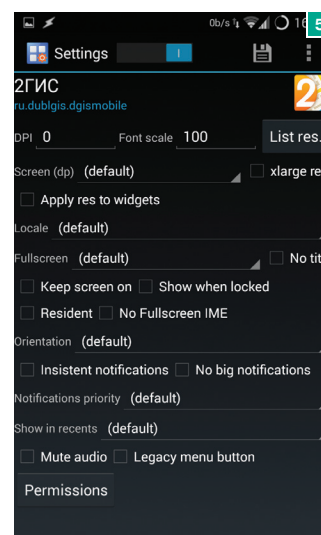 0b/s 16 5
Settings
2ГИС
ru.dublgis.dgismobile
2
DPI 0 Font scale 100 List res.
Screen (dp) (default) xlarge re
Apply res to widgets
Locale (default)
Fullscreen (default) No tit
Keep screen on Show when locked
Resident No Fullscreen IME
Orientation (default)
Insistent notifications No big notifications
Notifications priority (default)
Show in recents (default)
Mute audio Legacy menu button
Permissions